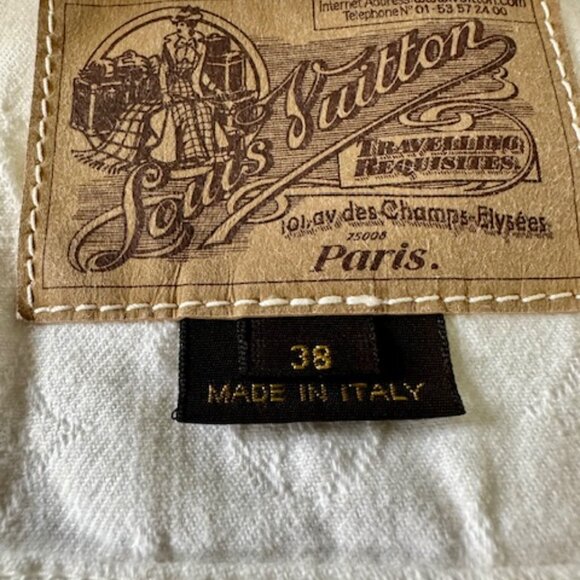 Telephone N° 01-53 57 24 00
Louis Vuitton
TRAVELLING
REQUISITES.
101, av des Champs-Elysées
75008
Paris.
38
MADE IN ITALY